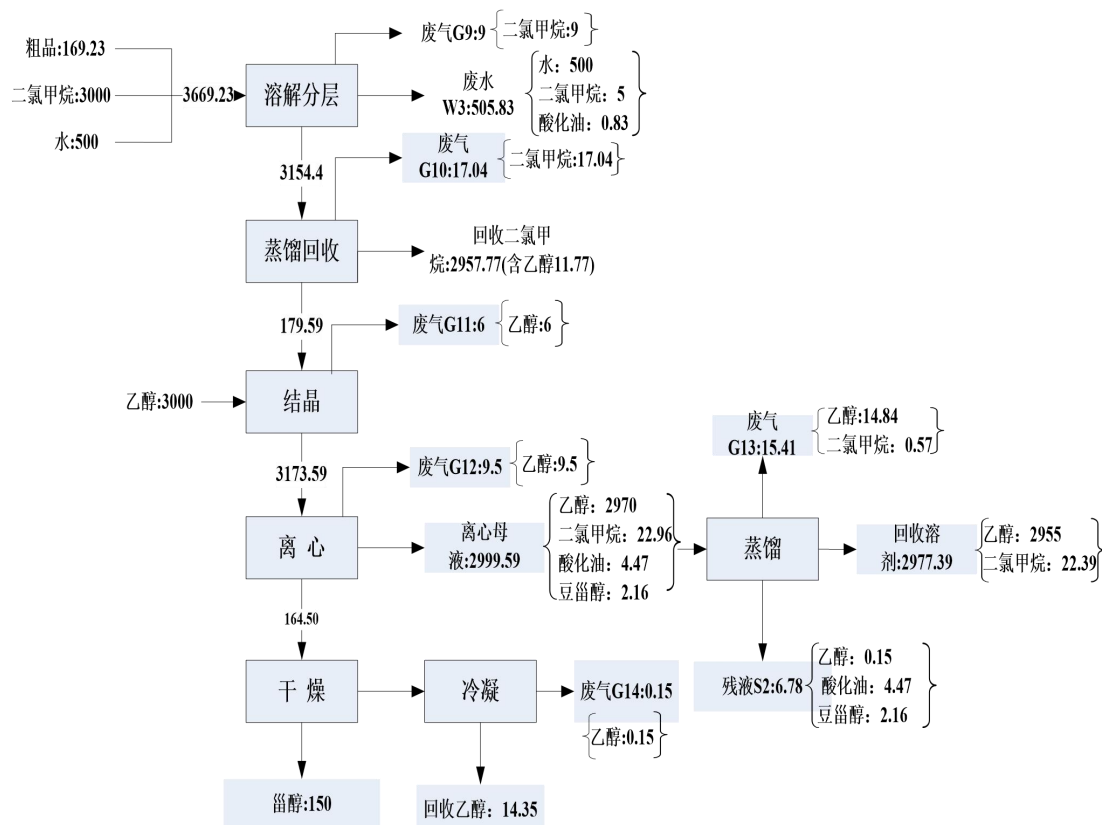 粗品:169.23
二氯甲烷:3000
水:500
3669.23
溶解分层
废气G9:9
二氯甲烷:9
废水
W3:505.83
水：500
二氯甲烷：5
酸化油：0.83
3154.4
废气
G10:17.04
二氯甲烷:17.04
蒸馏回收
回收二氯甲
烷:2957.77(含乙醇11.77)
179.59
废气G11:6
乙醇:6
乙醇:3000
结晶
3173.59
废气G12:9.5
乙醇:9.5
离 心
离心母
液:2999.59
乙醇：2970
二氯甲烷：22.96
酸化油：4.47
豆甾醇：2.16
废气
G13:15.41
乙醇:14.84
二氯甲烷：0.57
蒸馏
回收溶
剂:2977.39
乙醇：2955
二氯甲烷：22.39
残液S2:6.78
乙醇：0.15
酸化油：4.47
豆甾醇：2.16
164.50
干 燥
冷凝
废气G14:0.15
乙醇:0.15
甾醇:150
回收乙醇：14.35